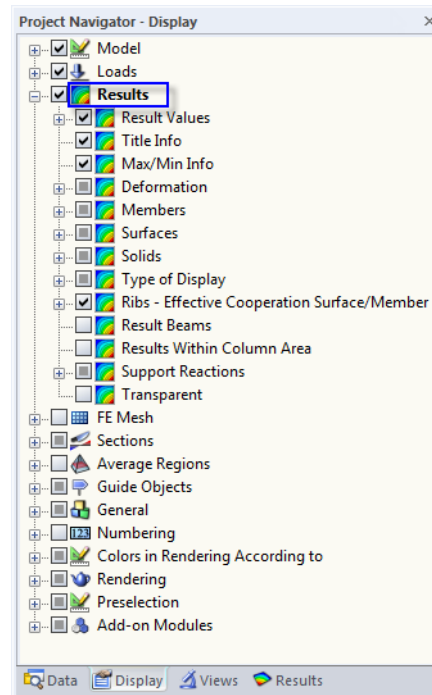 Project Navigator - Display
Model
Loads
Results
Result Values
Title Info
Max/Min Info
Deformation
Members
Surfaces
Solids
Type of Display
Ribs - Effective Cooperation Surface/Member
Result Beams
Results Within Column Area
Support Reactions
Transparent
FE Mesh
Sections
Average Regions
Guide Objects
General
123 Numbering
Colors in Rendering According to
Rendering
Preselection
Add-on Modules
Data Display Views Results